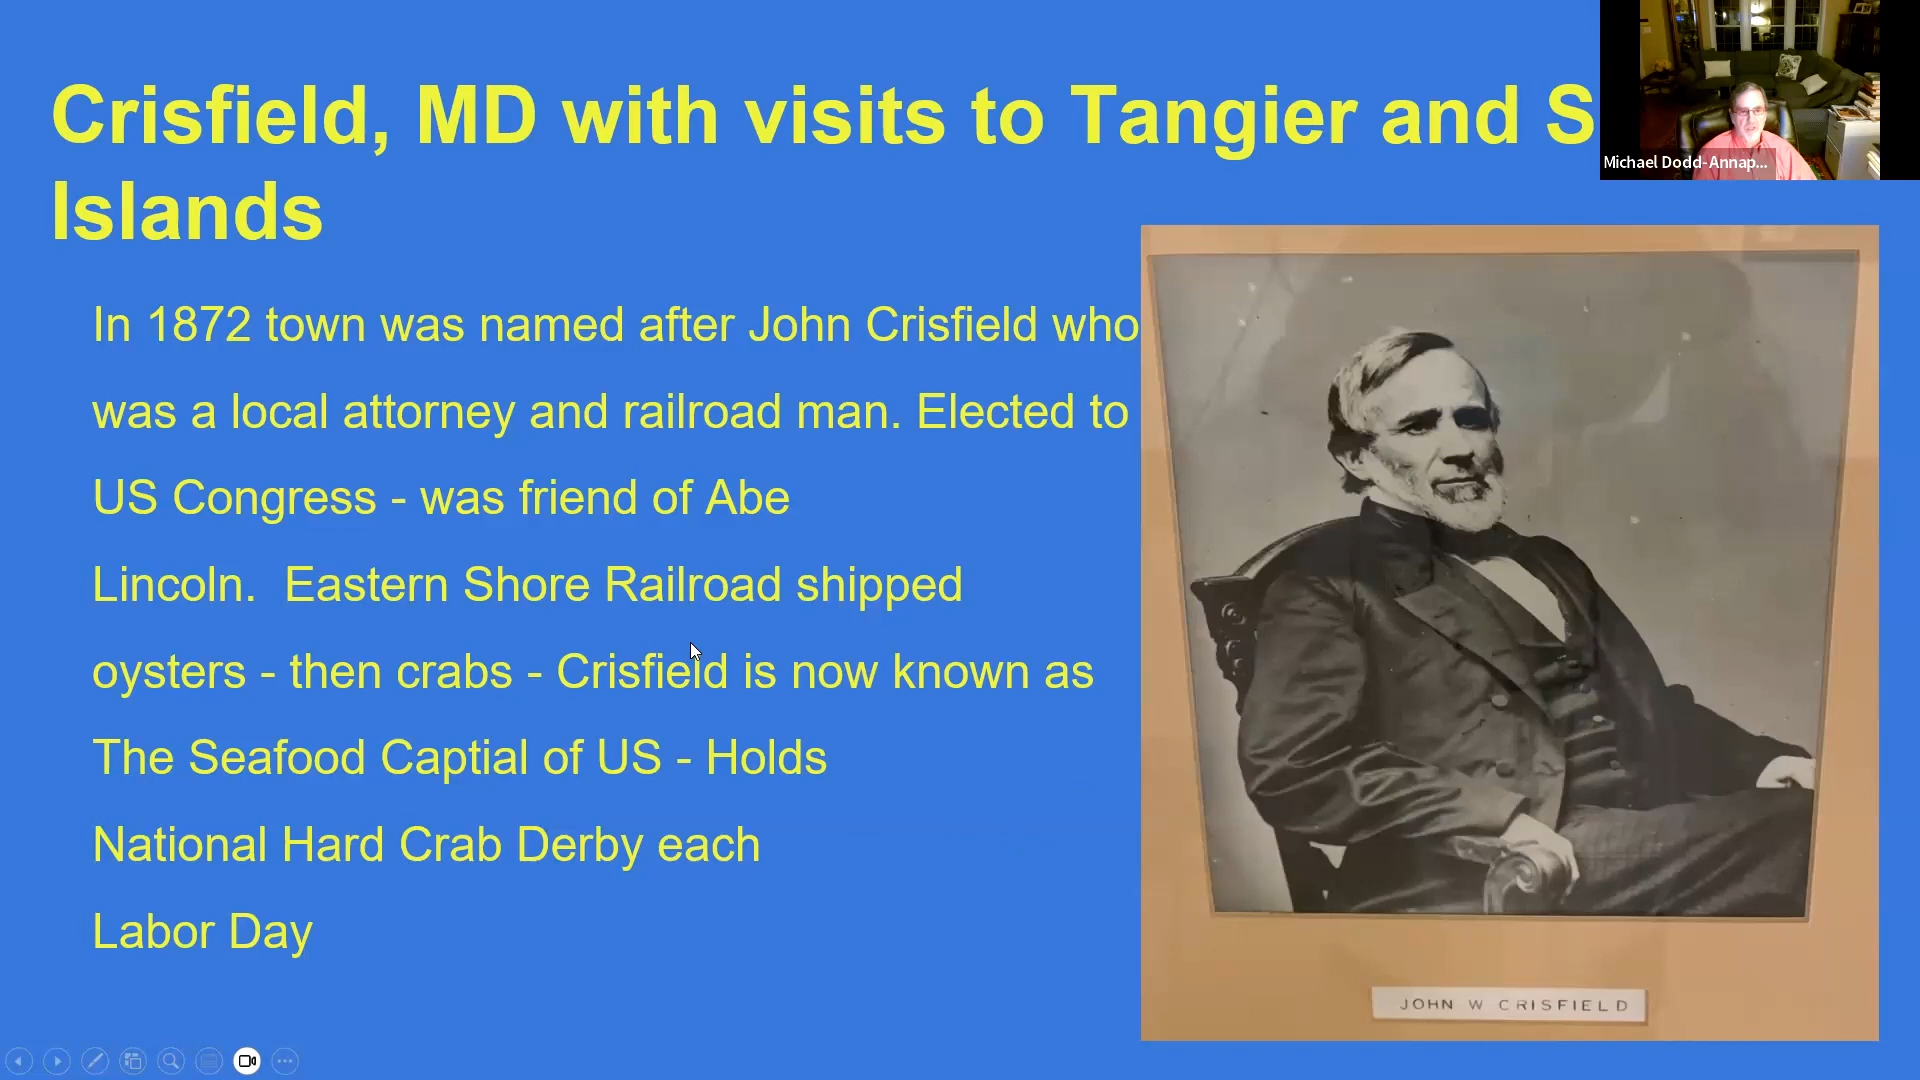 Crisfield, MD with visits to Tangier and S
Islands
Michael Dodd-Annap...
In 1872 town was named after John Crisfield who
was a local attorney and railroad man. Elected to
US Congress - was friend of Abe
Lincoln.  Eastern Shore Railroad shipped
oysters - then crabs - Crisfield is now known as
The Seafood Captial of US - Holds
National Hard Crab Derby each
Labor Day
JOHN W CRISFIELD